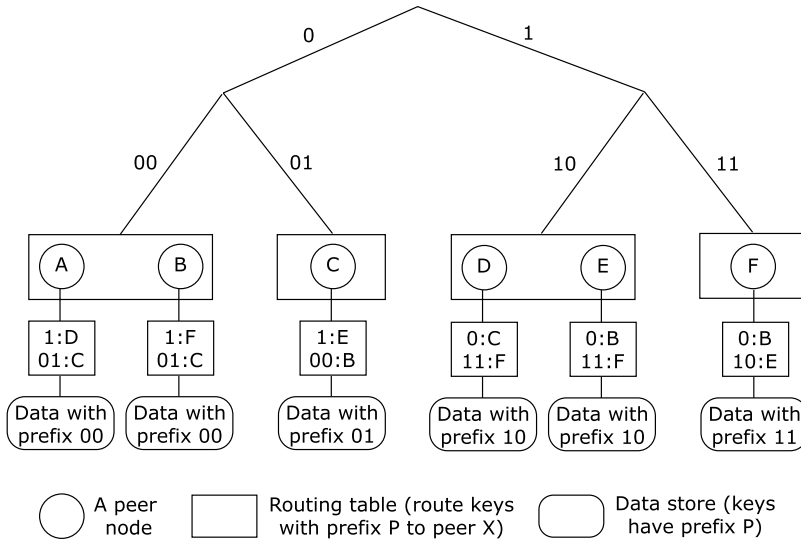 0
1
00
01
10
11
A
B
C
D
E
F
1:D
01:C
1:F
01:C
1:E
00:B
0:C
11:F
0:B
11:F
0:B
10:E
Data with
prefix 00
Data with
prefix 00
Data with
prefix 01
Data with
prefix 10
Data with
prefix 10
Data with
prefix 11
A peer
node
Routing table (route keys
with prefix P to peer X)
Data store (keys
have prefix P)